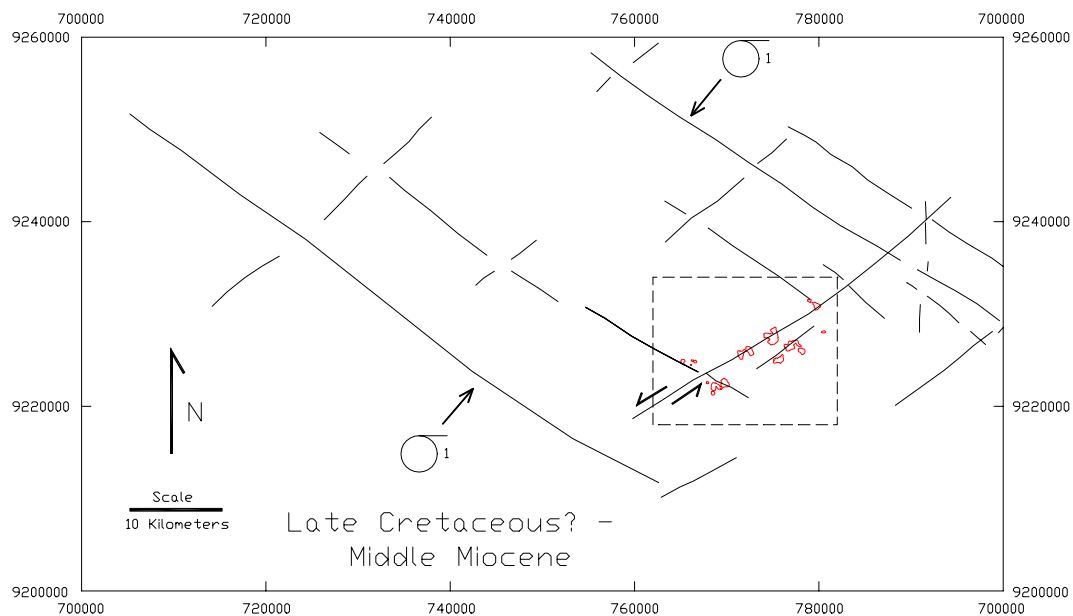 700000 720000 740000 760000 780000 700000
9260000 9260000
1
9240000 9240000
9220000 9220000
N
1
Scale
10 Kilometers
Late Cretaceous? -
Middle Miocene
9200000 9200000
700000 720000 740000 760000 780000 700000